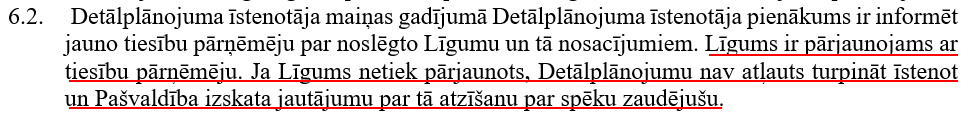 6.2. Detālplānojuma īstenotāja maiņas gadījumā Detālplānojuma īstenotāja pienākums ir informēt
jauno tiesību pārņēmēju par noslēgto Līgumu un tā nosacījumiem. Līgums ir pārjaunojams ar
tiesību pārņēmēju. Ja Līgums netiek pārjaunots, Detālplānojumu nav atļauts turpināt īstenot
un Pašvaldība izskata jautājumu par tā atzīšanu par spēku zaudējušu.